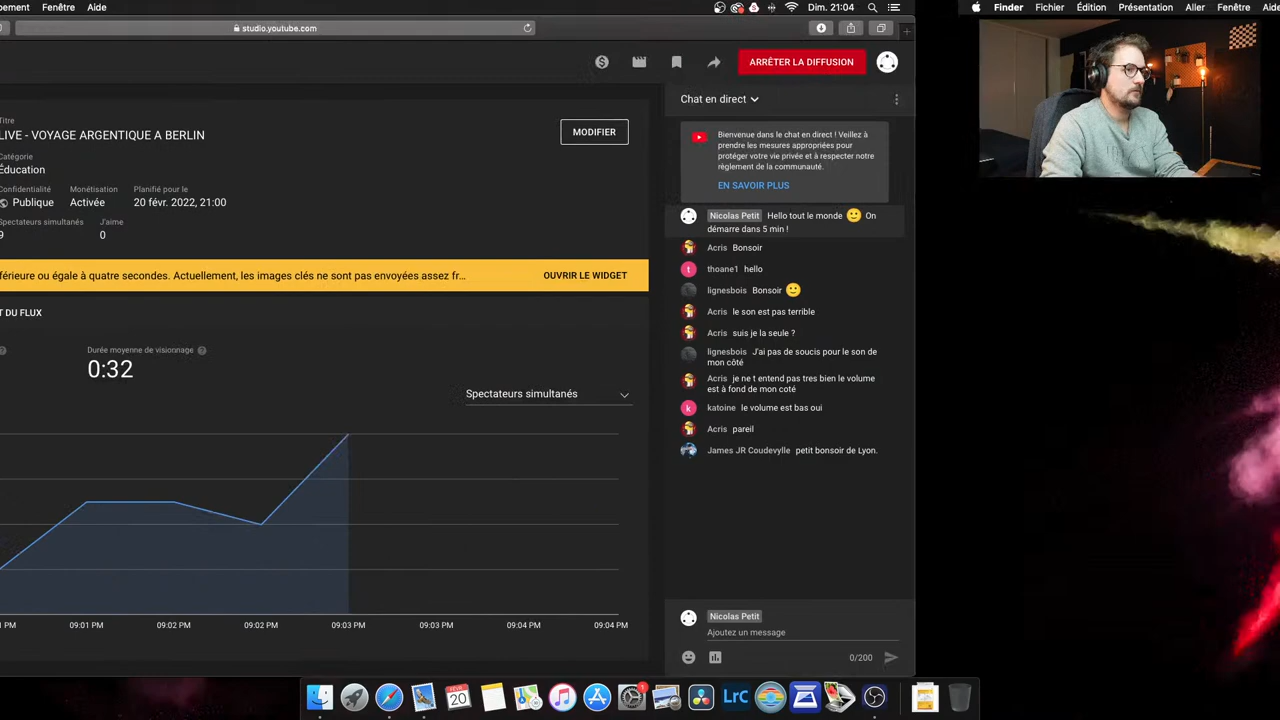 pement Fenêtre Aide
Dim. 21:04
Finder Fichier Édition Présentation Aller Fenêtre Aide
studio.youtube.com
ARRÊTER LA DIFFUSION
Titre
LIVE - VOYAGE ARGENTIQUE A BERLIN
MODIFIER
Catégorie
Éducation
Confidentialité Monétisation Planifié pour le
Publique Activée 20 févr. 2022, 21:00
Spectateurs simultanés J'aime
9 0
férieure ou égale à quatre secondes. Actuellement, les images clés ne sont pas envoyées assez fr... OUVRIR LE WIDGET
T DU FLUX
Durée moyenne de visionnage
0:32
Spectateurs simultanés
1 PM 09:01 PM 09:02 PM 09:02 PM 09:03 PM 09:03 PM 09:04 PM 09:04 PM
Chat en direct
Bienvenue dans le chat en direct ! Veillez à
prendre les mesures appropriées pour
protéger votre vie privée et à respecter notre
règlement de la communauté.
EN SAVOIR PLUS
Nicolas Petit Hello tout le monde 🙂 On
démarre dans 5 min !
Acris Bonsoir
t thoane1 hello
lignesbois Bonsoir 🙂
Acris le son est pas terrible
Acris suis je la seule ?
lignesbois J'ai pas de soucis pour le son de
mon côté
Acris je ne t entend pas tres bien le volume
est à fond de mon coté
k katoine le volume est bas oui
Acris pareil
James JR Coudevylle petit bonsoir de Lyon.
Nicolas Petit
Ajoutez un message
0/200
FÉVR.
20
1
LrC